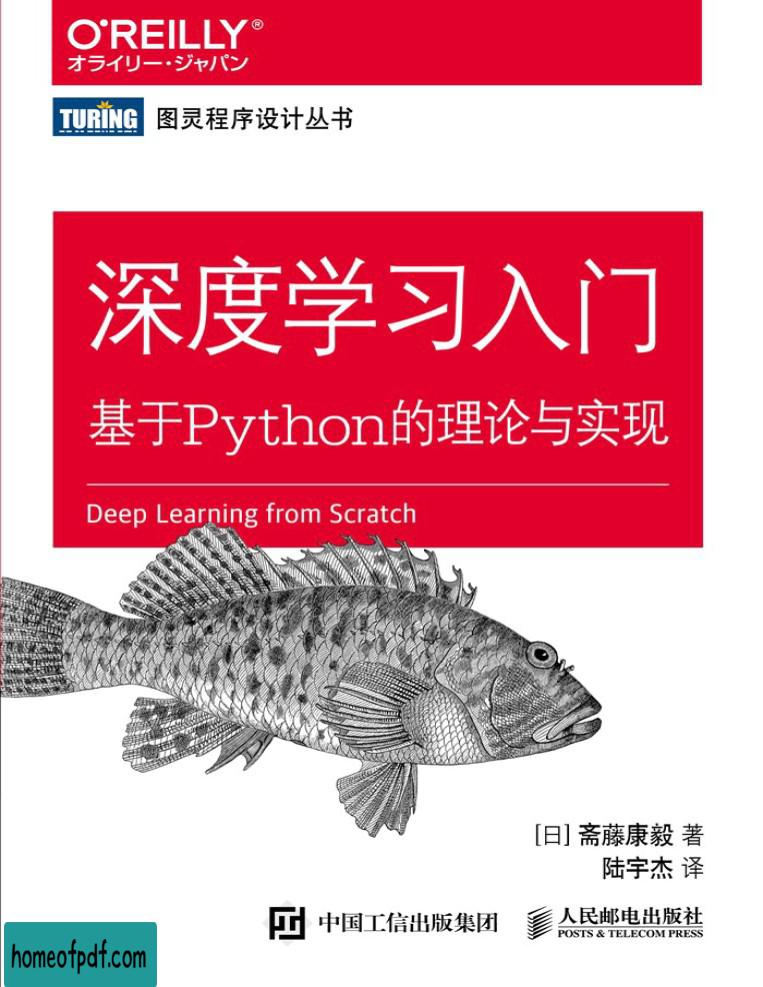 O'REILLY®
オライリー・ジャパン
TURING 图灵程序设计丛书
深度学习入门
基于Python的理论与实现
Deep Learning from Scratch
[日] 斋藤康毅 著
陆宇杰 译
中国工信出版集团 人民邮电出版社
POSTS & TELECOM PRESS
homeofpdf.com